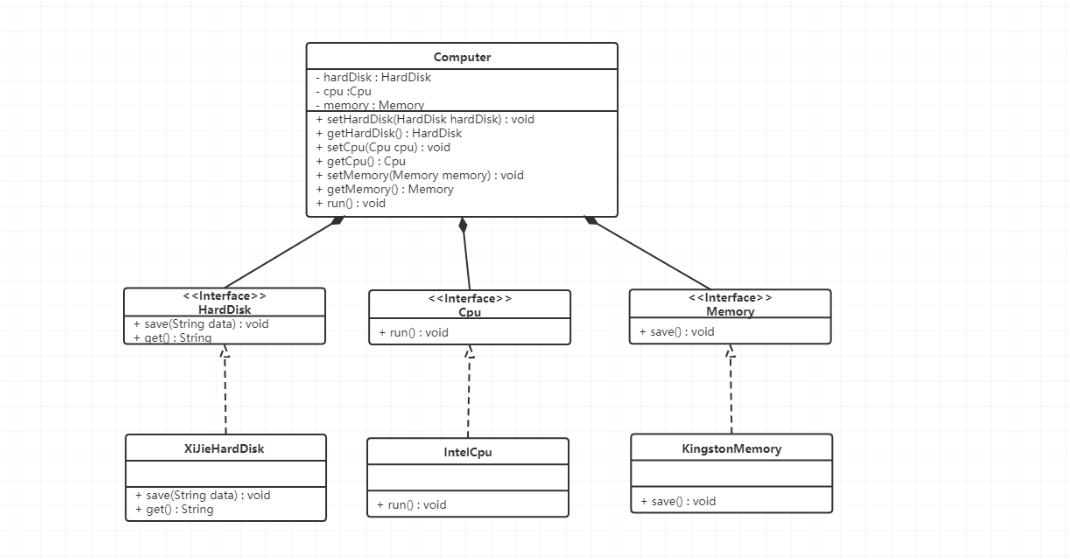 Computer
- hardDisk : HardDisk
- cpu :Cpu
- memory : Memory
+ setHardDisk(HardDisk hardDisk) : void
+ getHardDisk() : HardDisk
+ setCpu(Cpu cpu) : void
+ getCpu() : Cpu
+ setMemory(Memory memory) : void
+ getMemory() : Memory
+ run() : void
<<Interface>>
HardDisk
+ save(String data) : void
+ get() : String
<<Interface>>
Cpu
+ run() : void
<<Interface>>
Memory
+ save() : void
XiJieHardDisk
+ save(String data) : void
+ get() : String
IntelCpu
+ run() : void
KingstonMemory
+ save() : void